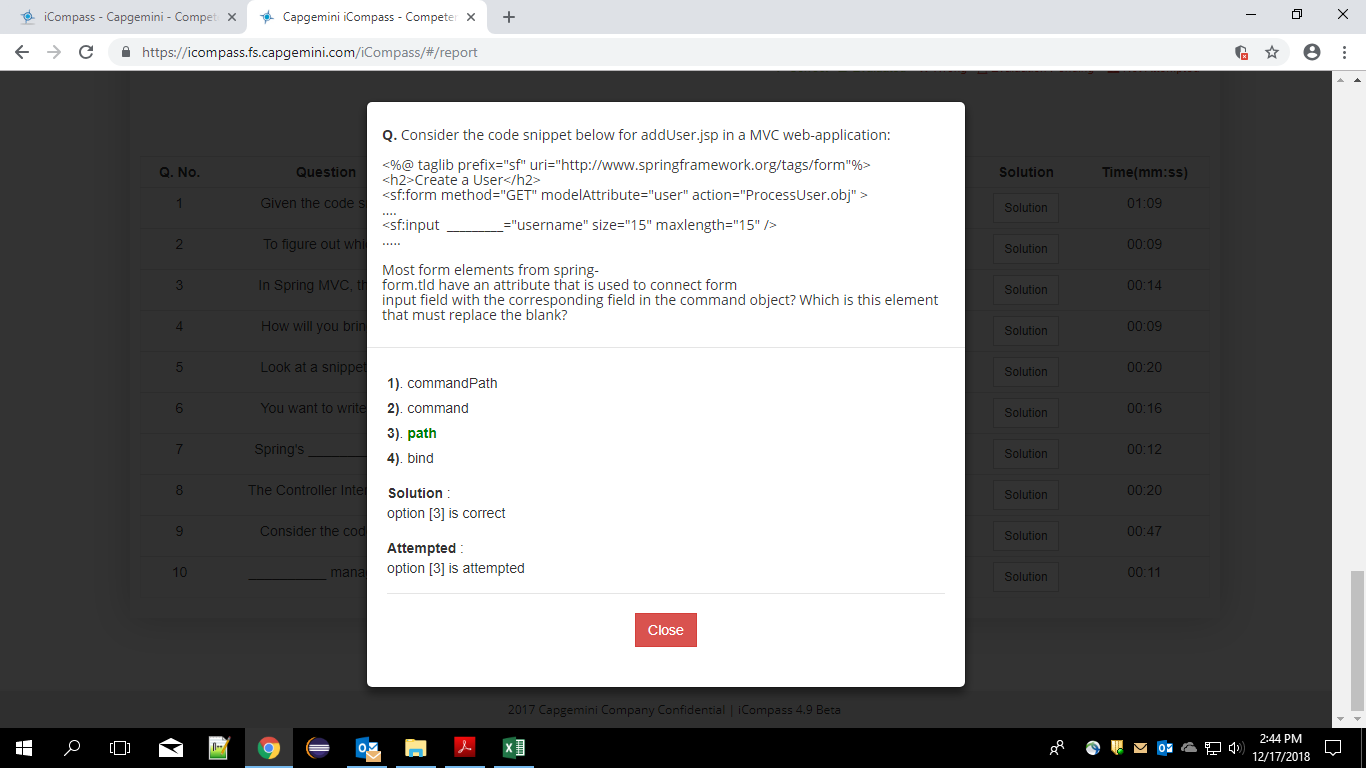 iCompass - Capgemini - Compet
Capgemini iCompass - Competen
https://icompass.fs.capgemini.com/iCompass/#/report
Q. Consider the code snippet below for addUser.jsp in a MVC web-application:
<%@ taglib prefix="sf" uri="http://www.springframework.org/tags/form"%>
<h2>Create a User</h2>
<sf:form method="GET" modelAttribute="user" action="ProcessUser.obj" >
....
<sf:input _________="username" size="15" maxlength="15" />
.....
Most form elements from spring-
form.tld have an attribute that is used to connect form
input field with the corresponding field in the command object? Which is this element
that must replace the blank?
1). commandPath
2). command
3). path
4). bind
Solution :
option [3] is correct
Attempted :
option [3] is attempted
Close
Q. No. Question Solution Time(mm:ss)
1 Given the code s Solution 01:09
2 To figure out whi Solution 00:09
3 In Spring MVC, th Solution 00:14
4 How will you brin Solution 00:09
5 Look at a snippet Solution 00:20
6 You want to write Solution 00:16
7 Spring's ________ Solution 00:12
8 The Controller Inter Solution 00:20
9 Consider the cod Solution 00:47
10 __________ mana Solution 00:11
2017 Capgemini Company Confidential | iCompass 4.9 Beta
2:44 PM
12/17/2018